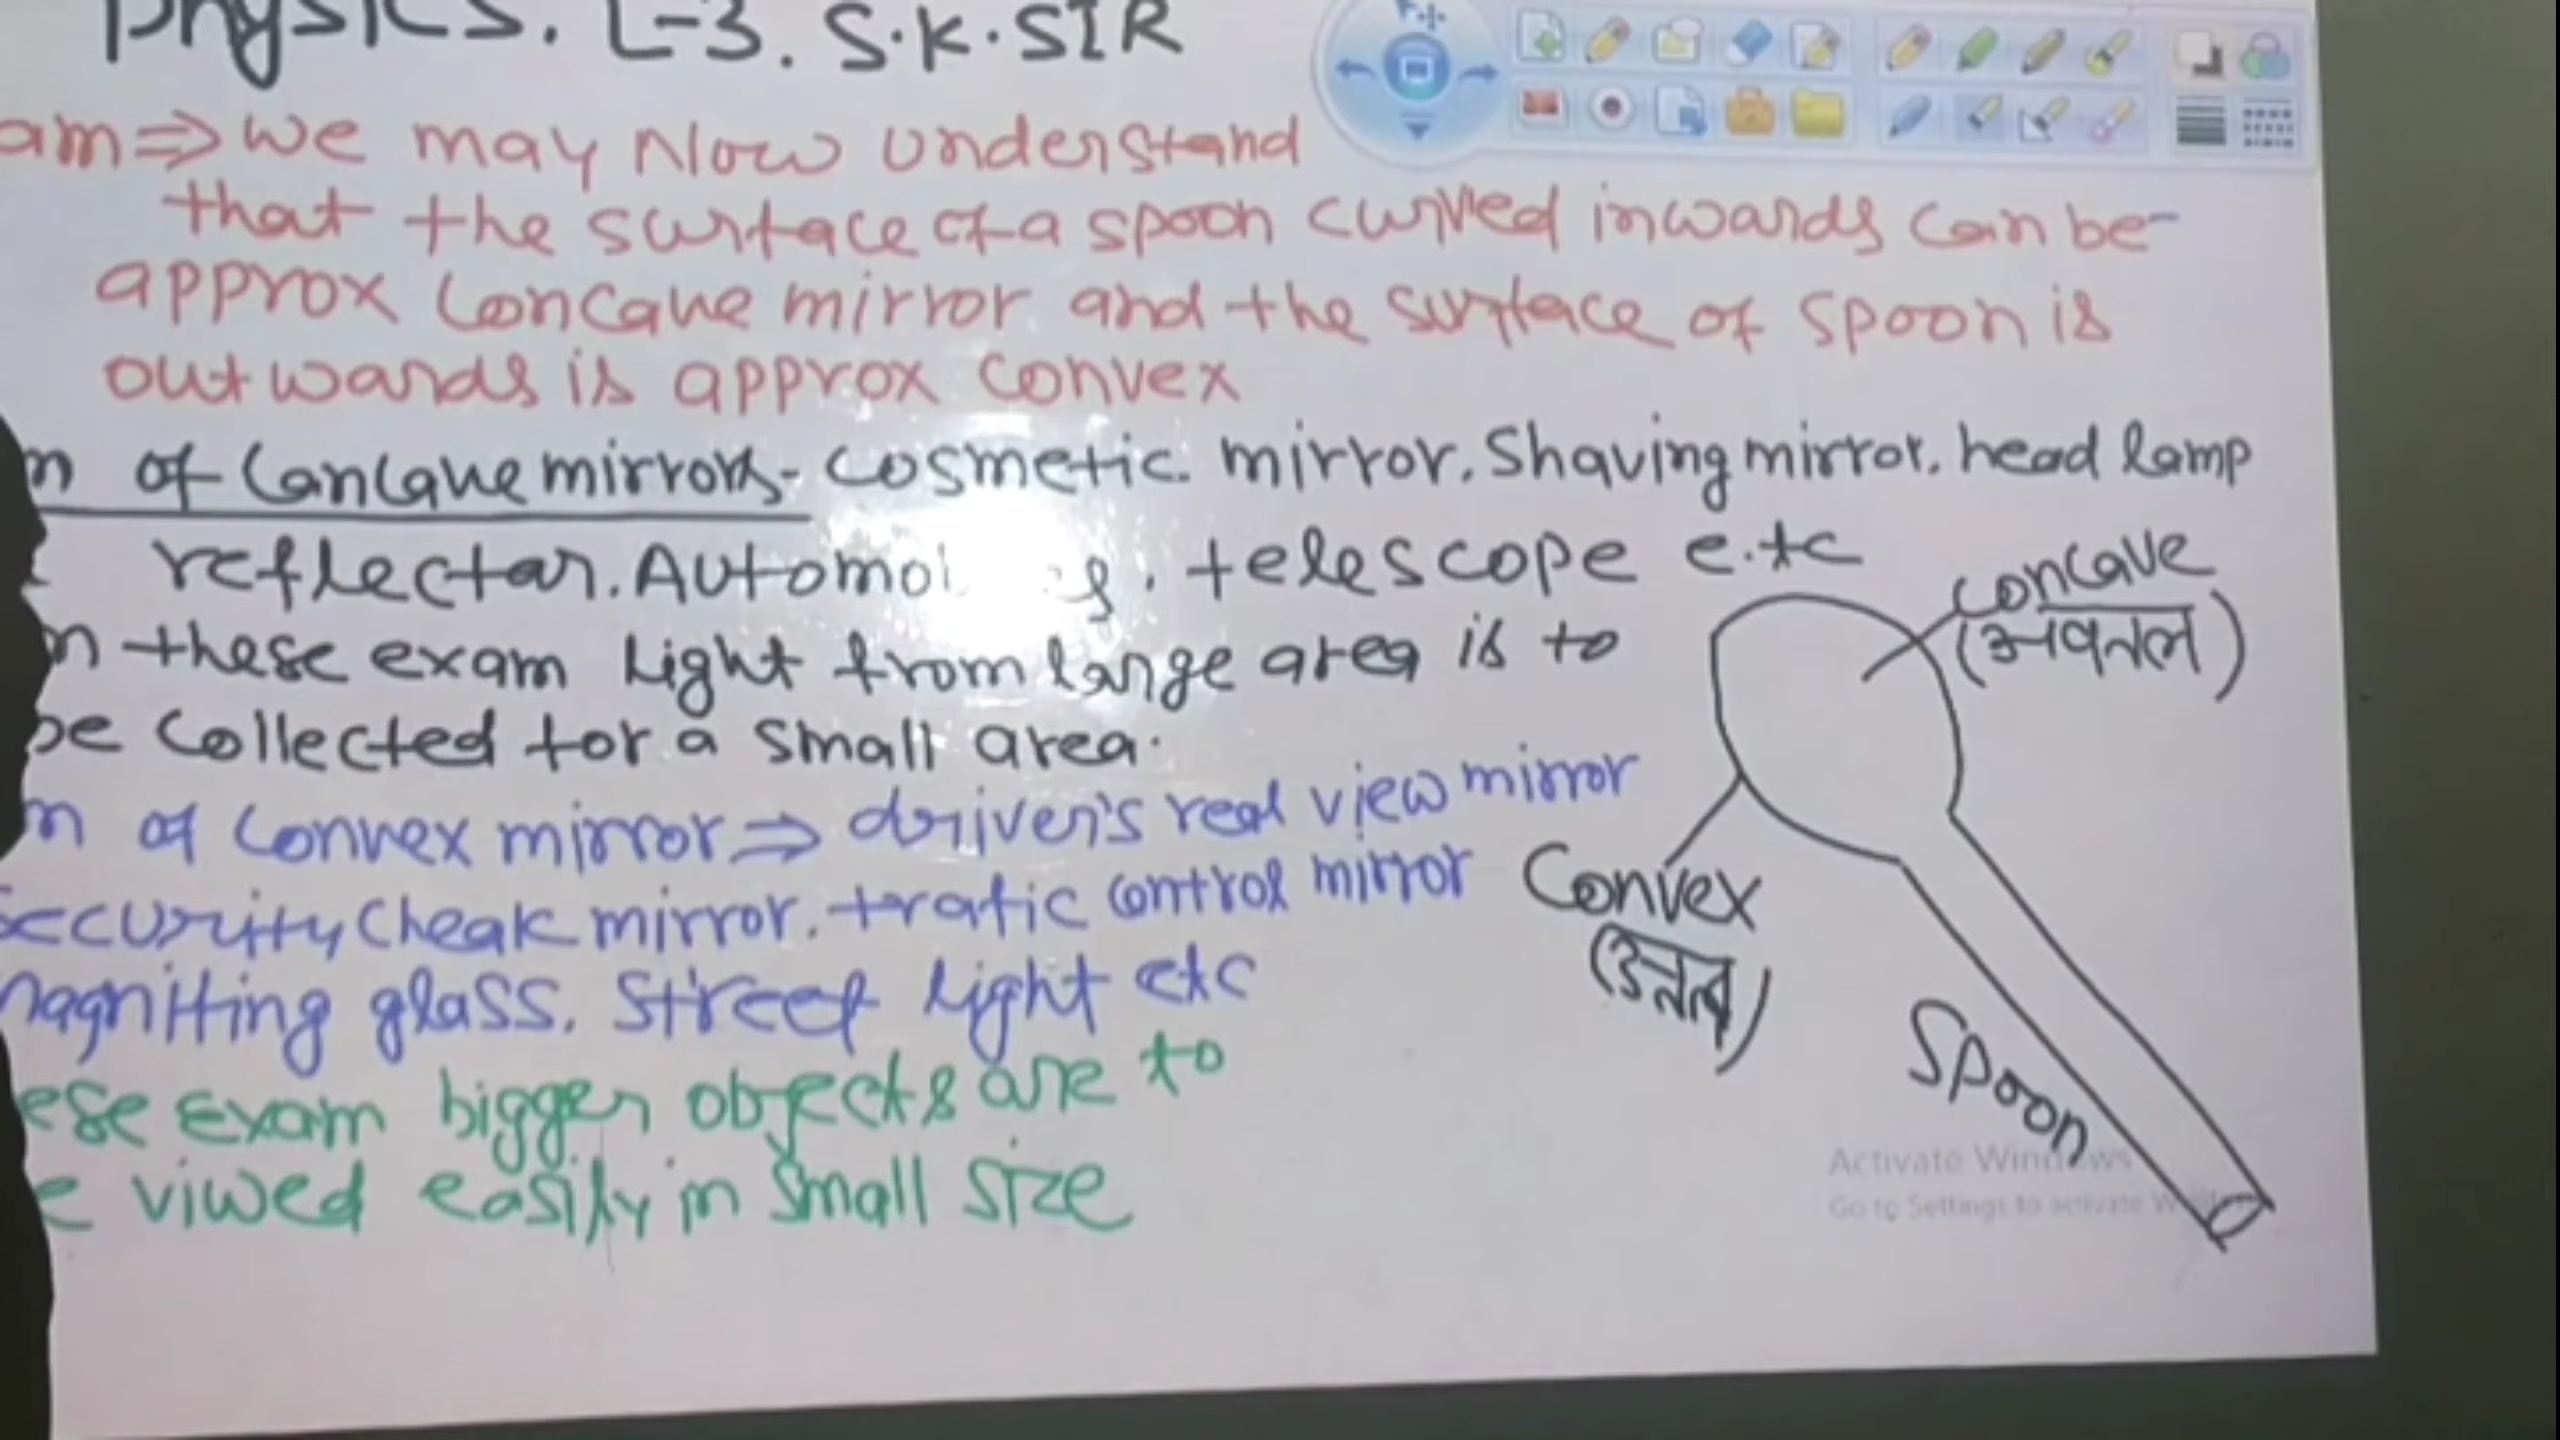 Physics. L-3. S.K.SIR
am⇒ we may Now understand
that the surface of a spoon curved inwards can be
approx Concave mirror and the surface of spoon is
outwards is approx convex
m of Concave mirrors- cosmetic. mirror. Shaving mirror. head lamp
reflectar. Automo s. telescope e.tc
concave
(अवतल)
n these exam Light from large area is to
be collected for a small area.
m of Convex mirror ⇒ driver's real view mirror
Security cheak mirror. trafic control mirror
Convex
(उत्तल)
magnifting glass. Street light etc
Spoon
ese exam bigger objects are to
e viwed easily in small size
Activate Windows
Go to Settings to activate W